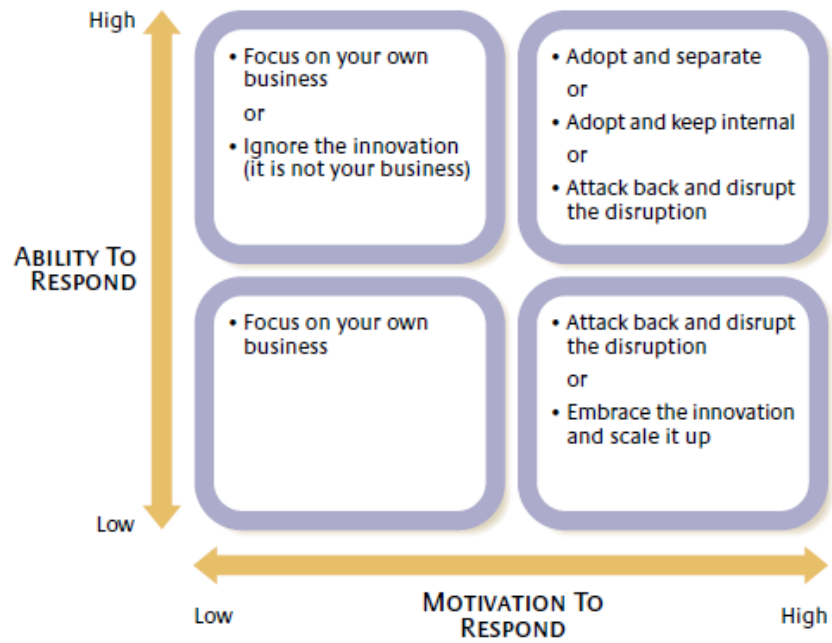 High
• Focus on your own
business
or
• Ignore the innovation
(it is not your business)
• Adopt and separate
or
• Adopt and keep internal
or
• Attack back and disrupt
the disruption
ABILITY TO
RESPOND
• Focus on your own
business
• Attack back and disrupt
the disruption
or
• Embrace the innovation
and scale it up
Low
Low
MOTIVATION TO
RESPOND
High